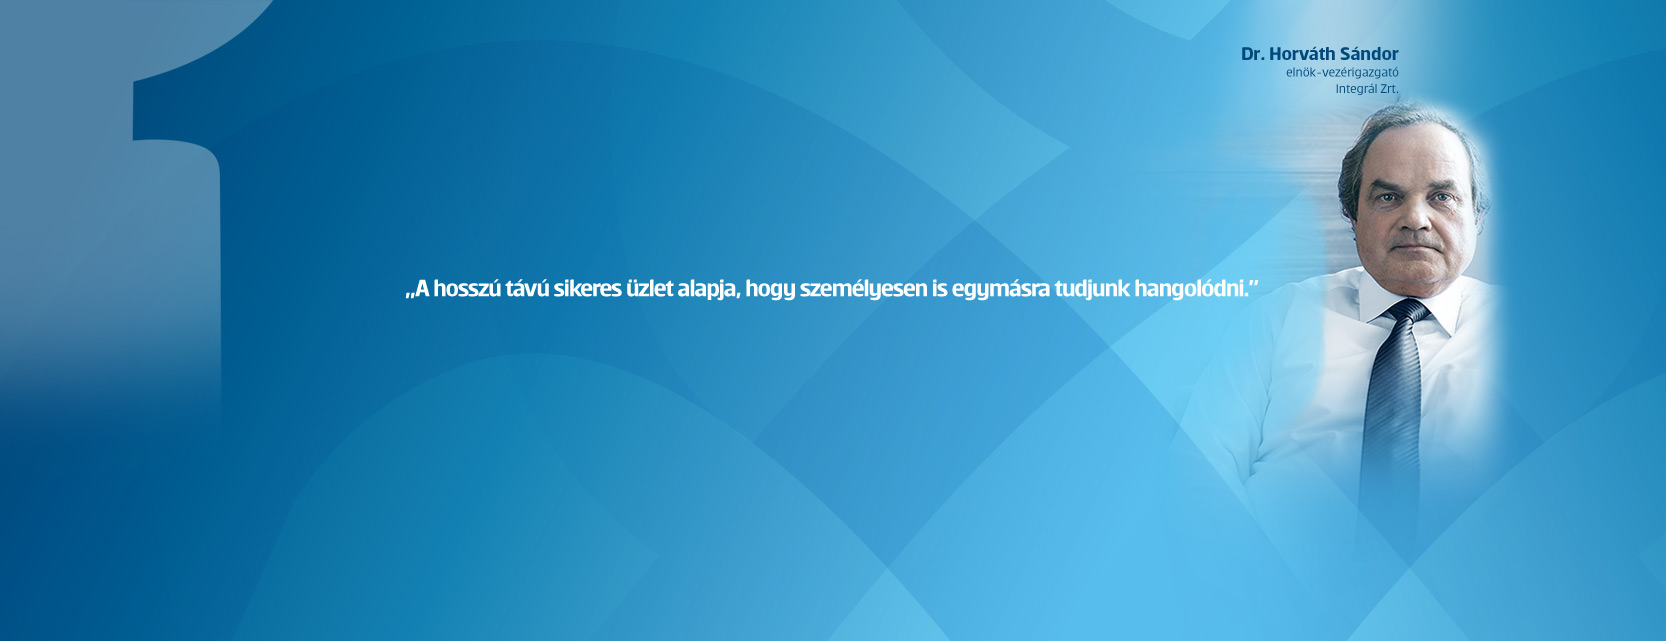 Dr. Horváth Sándor
elnök-vezérigazgató
Integrál Zrt.
„A hosszú távú sikeres üzlet alapja, hogy személyesen is egymásra tudjunk hangolódni.”